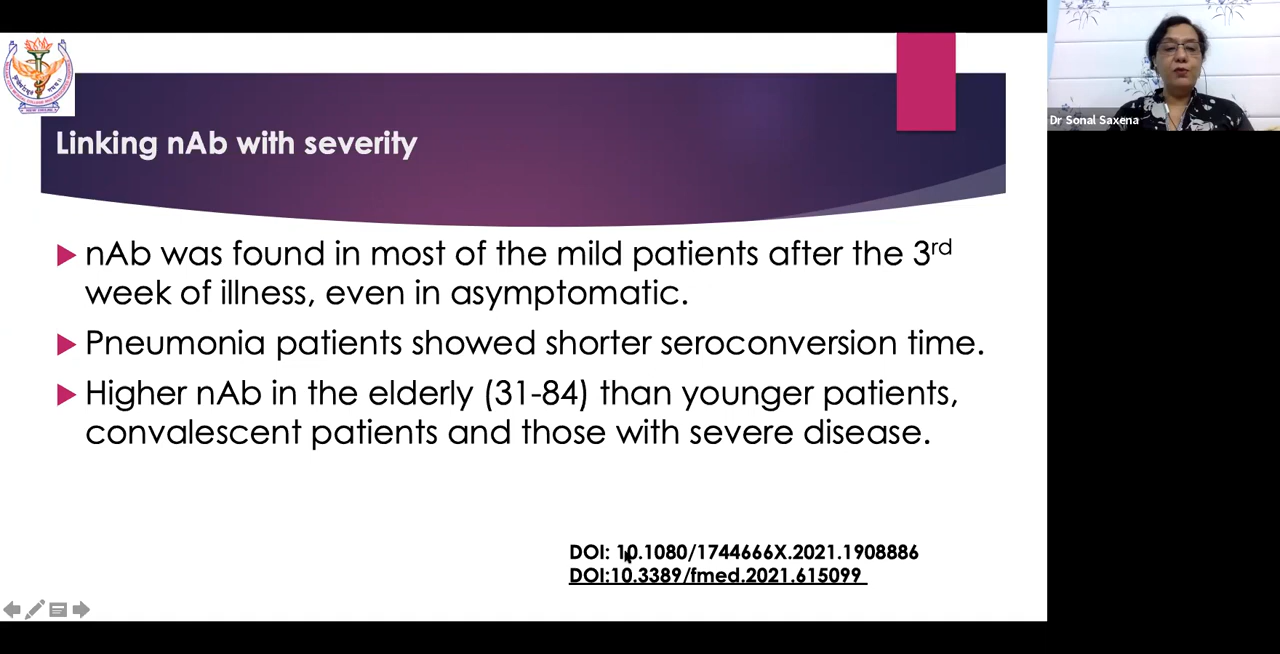 Linking nAb with severity
nAb was found in most of the mild patients after the 3rd
week of illness, even in asymptomatic.
Pneumonia patients showed shorter seroconversion time.
Higher nAb in the elderly (31-84) than younger patients,
convalescent patients and those with severe disease.
DOI: 10.1080/1744666X.2021.1908886
DOI:10.3389/fmed.2021.615099
Dr Sonal Saxena